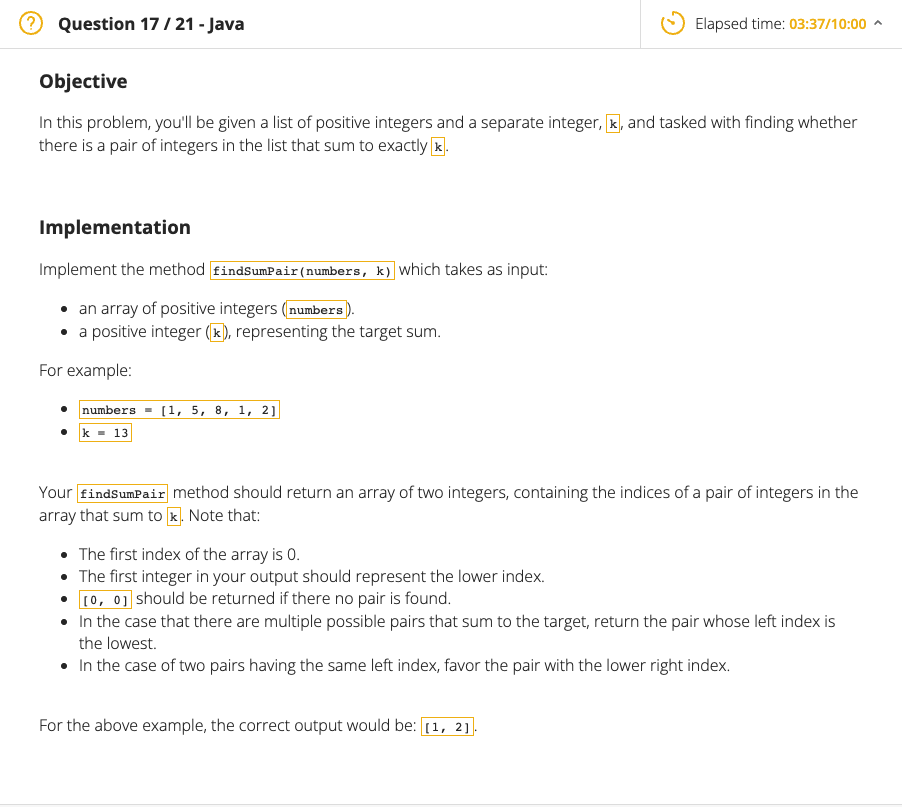 Question 17 / 21 - Java
Elapsed time: 03:37/10:00
Objective
In this problem, you'll be given a list of positive integers and a separate integer, k, and tasked with finding whether
there is a pair of integers in the list that sum to exactly k.
Implementation
Implement the method findSumPair(numbers, k) which takes as input:
• an array of positive integers (numbers).
• a positive integer (k), representing the target sum.
For example:
• numbers = [1, 5, 8, 1, 2]
• k = 13
Your findSumPair method should return an array of two integers, containing the indices of a pair of integers in the
array that sum to k. Note that:
• The first index of the array is 0.
• The first integer in your output should represent the lower index.
• [0, 0] should be returned if there no pair is found.
• In the case that there are multiple possible pairs that sum to the target, return the pair whose left index is
the lowest.
• In the case of two pairs having the same left index, favor the pair with the lower right index.
For the above example, the correct output would be: [1, 2].